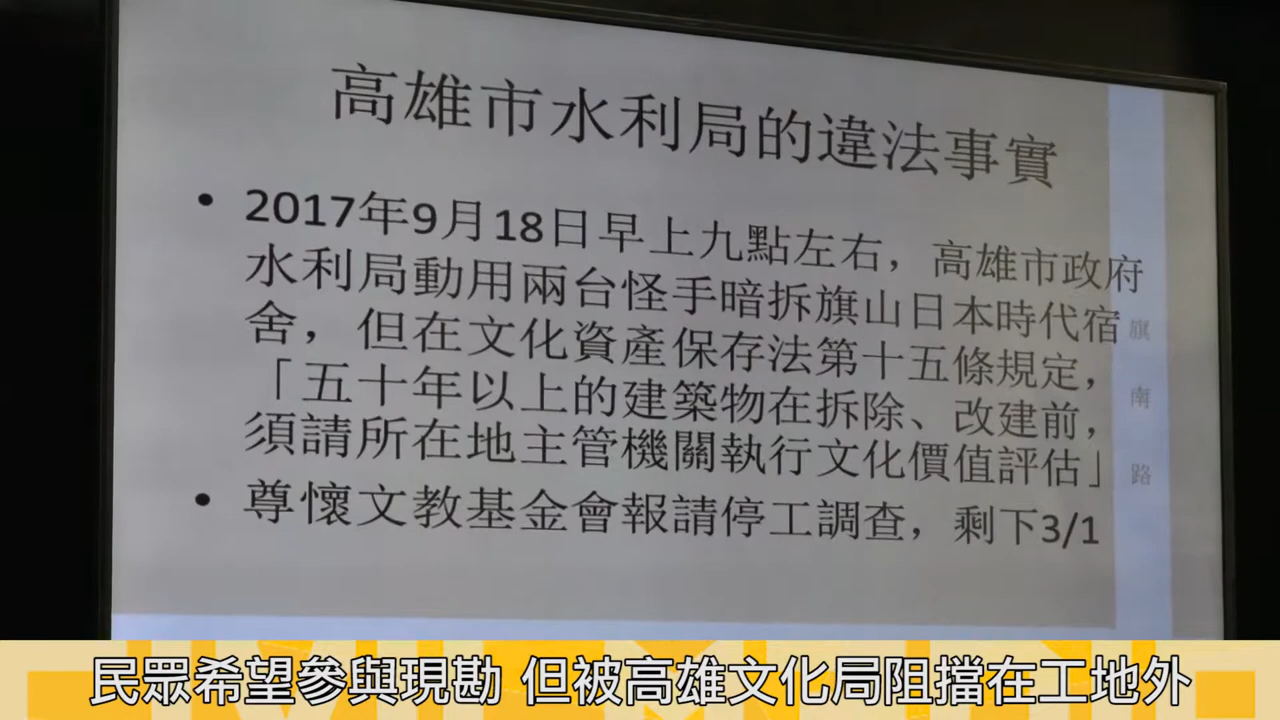 高雄市水利局的違法事實
• 2017年9月18日早上九點左右，高雄市政府
水利局動用兩台怪手暗拆旗山日本時代宿
舍，但在文化資產保存法第十五條規定，
「五十年以上的建築物在拆除、改建前，
須請所在地主管機關執行文化價值評估」
• 尊懷文教基金會報請停工調查，剩下3/1
旗南路
民眾希望參與現勘 但被高雄文化局阻擋在工地外